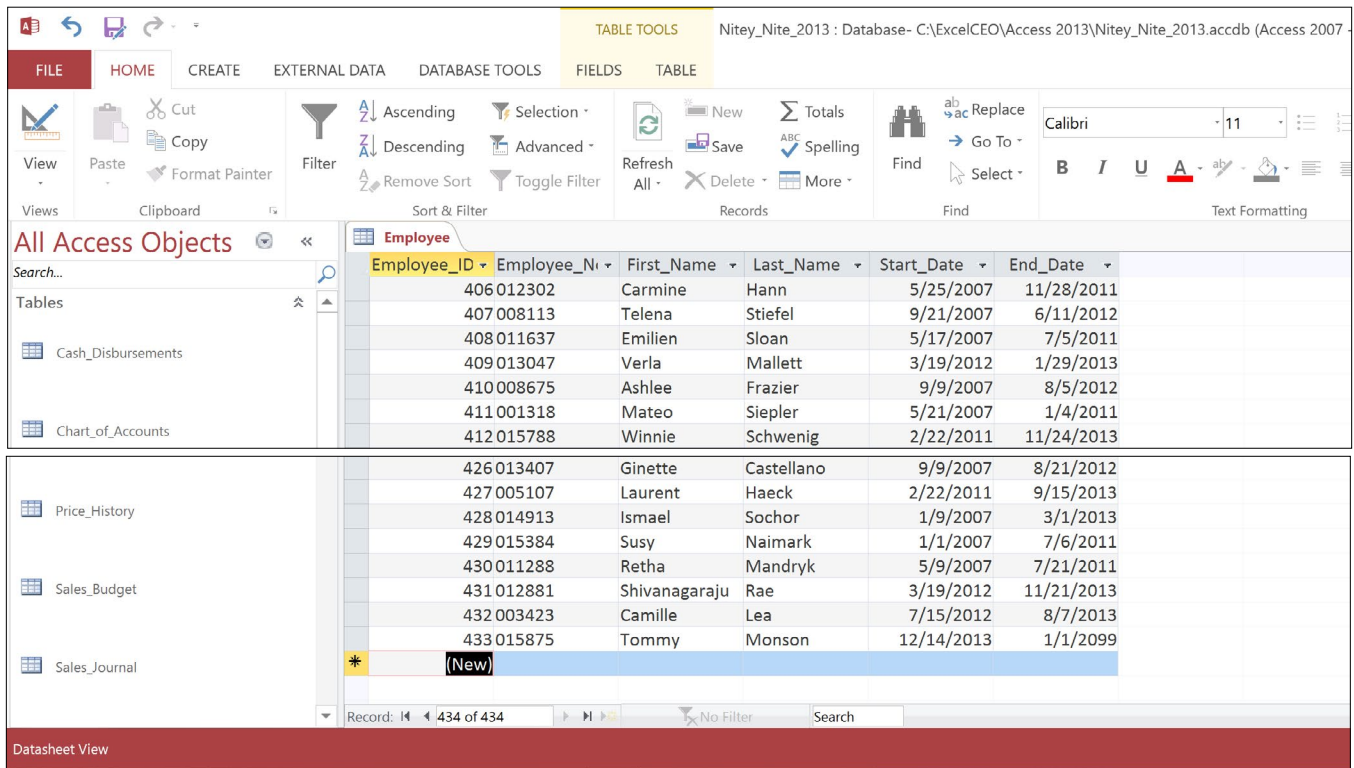 TABLE TOOLS Nitey_Nite_2013 : Database- C:\ExcelCEO\Access 2013\Nitey_Nite_2013.accdb (Access 2007 -
FILE HOME CREATE EXTERNAL DATA DATABASE TOOLS FIELDS TABLE
View
Views
Paste
Cut
Copy
Format Painter
Clipboard
Filter
Ascending
Descending
Remove Sort
Selection
Advanced
Toggle Filter
Sort & Filter
Refresh
All
New
Save
Delete
Totals
Spelling
More
Records
Find
Replace
Go To
Select
Find
Calibri 11
B I U A
Text Formatting
All Access Objects
Search...
Tables
Cash_Disbursements
Chart_of_Accounts
Employee
Employee_ID Employee_N First_Name Last_Name Start_Date End_Date
406 012302 Carmine Hann 5/25/2007 11/28/2011
407 008113 Telena Stiefel 9/21/2007 6/11/2012
408 011637 Emilien Sloan 5/17/2007 7/5/2011
409 013047 Verla Mallett 3/19/2012 1/29/2013
410 008675 Ashlee Frazier 9/9/2007 8/5/2012
411 001318 Mateo Siepler 5/21/2007 1/4/2011
412 015788 Winnie Schwenig 2/22/2011 11/24/2013
Price_History
Sales_Budget
Sales_Journal
426 013407 Ginette Castellano 9/9/2007 8/21/2012
427 005107 Laurent Haeck 2/22/2011 9/15/2013
428 014913 Ismael Sochor 1/9/2007 3/1/2013
429 015384 Susy Naimark 1/1/2007 7/6/2011
430 011288 Retha Mandryk 5/9/2007 7/21/2011
431 012881 Shivanagaraju Rae 3/19/2012 11/21/2013
432 003423 Camille Lea 7/15/2012 8/7/2013
433 015875 Tommy Monson 12/14/2013 1/1/2099
(New)
Record: 434 of 434 No Filter Search
Datasheet View